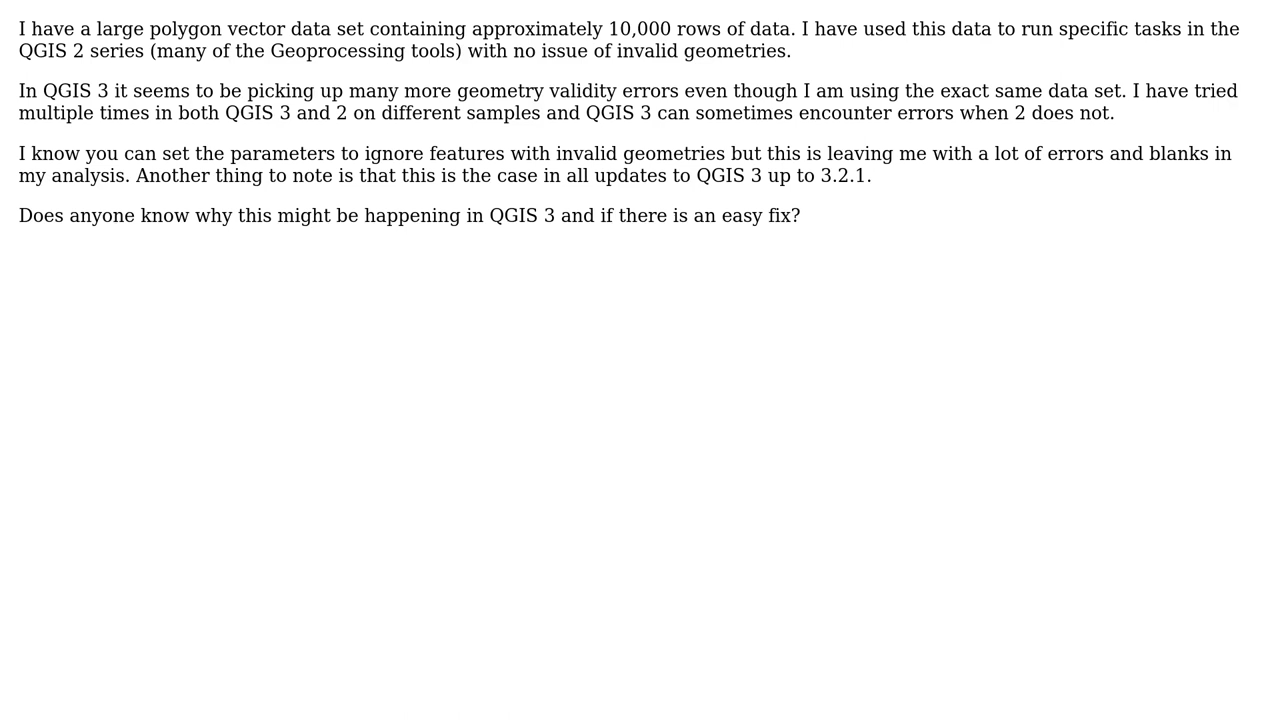 I have a large polygon vector data set containing approximately 10,000 rows of data. I have used this data to run specific tasks in the
QGIS 2 series (many of the Geoprocessing tools) with no issue of invalid geometries.
In QGIS 3 it seems to be picking up many more geometry validity errors even though I am using the exact same data set. I have tried
multiple times in both QGIS 3 and 2 on different samples and QGIS 3 can sometimes encounter errors when 2 does not.
I know you can set the parameters to ignore features with invalid geometries but this is leaving me with a lot of errors and blanks in
my analysis. Another thing to note is that this is the case in all updates to QGIS 3 up to 3.2.1.
Does anyone know why this might be happening in QGIS 3 and if there is an easy fix?